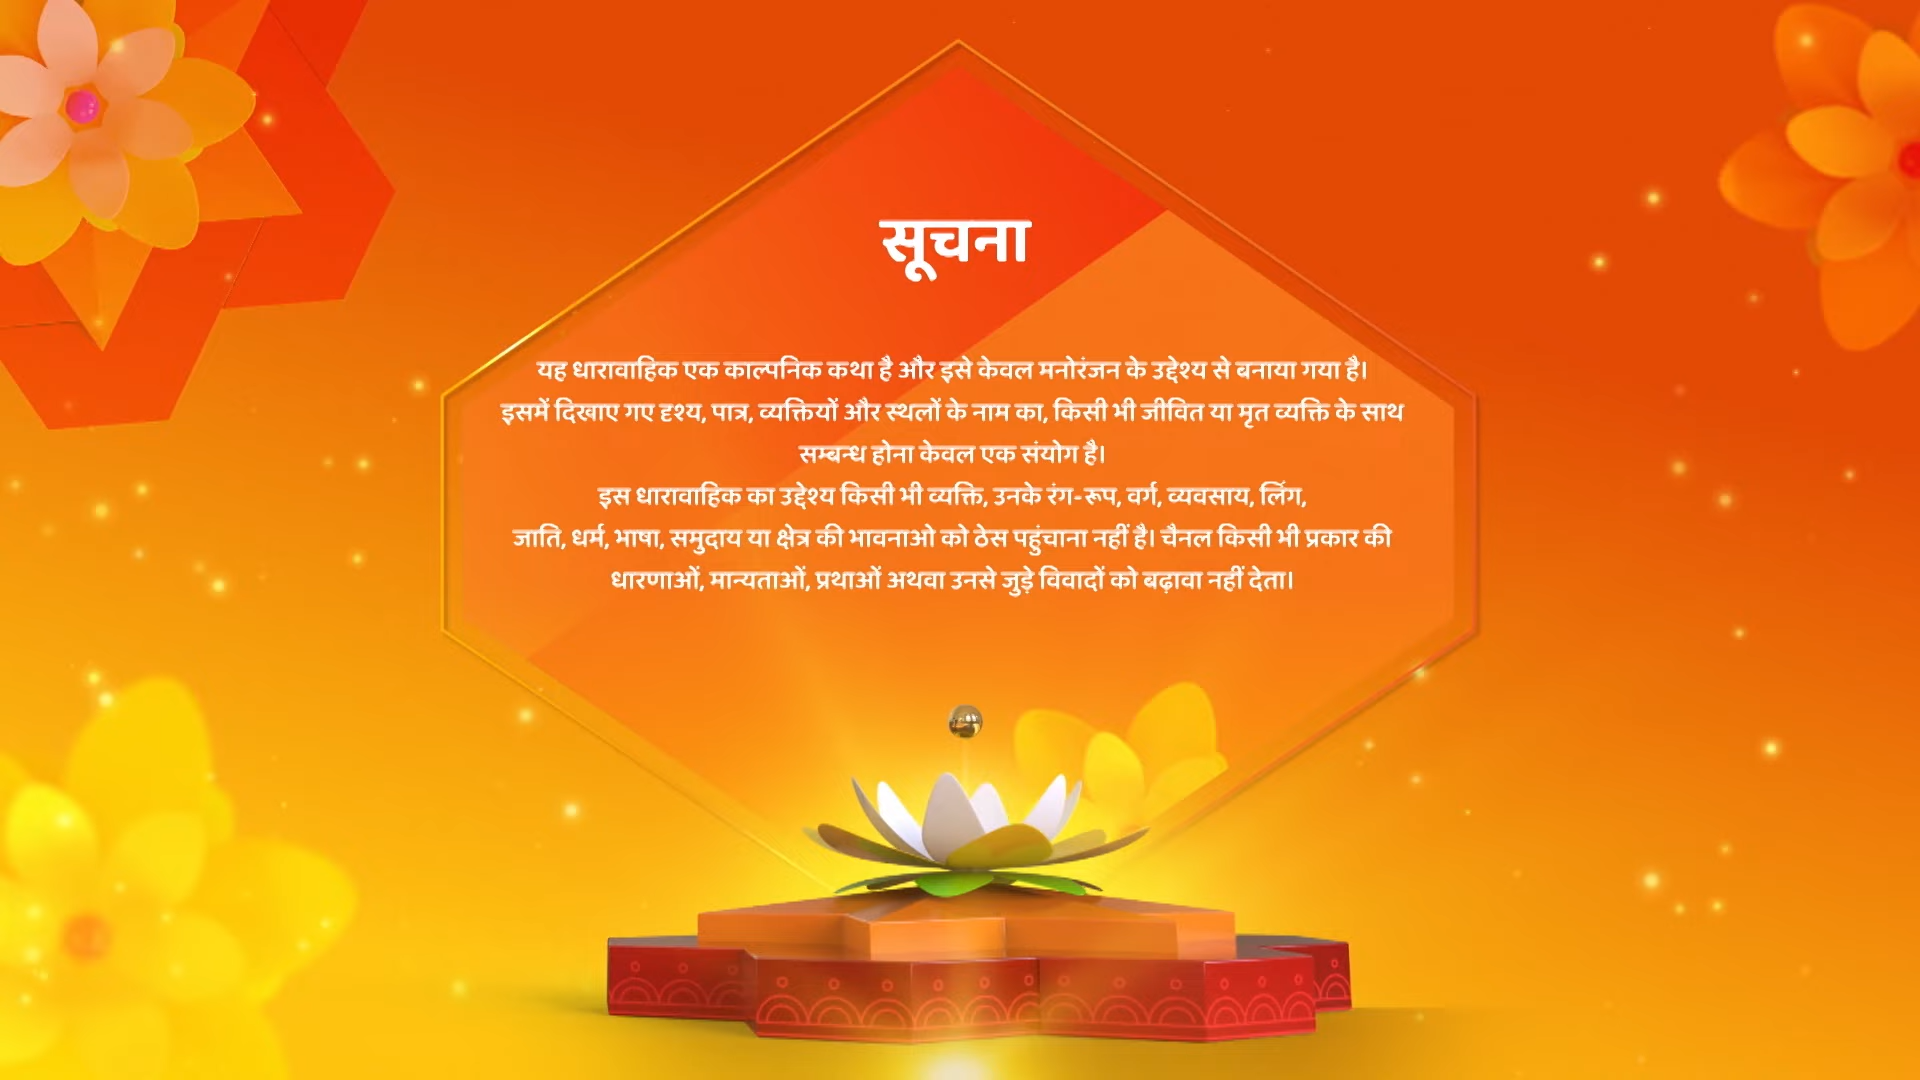 सूचना
यह धारावाहिक एक काल्पनिक कथा है और इसे केवल मनोरंजन के उद्देश्य से बनाया गया है।
इसमें दिखाए गए दृश्य, पात्र, व्यक्तियों और स्थलों के नाम का, किसी भी जीवित या मृत व्यक्ति के साथ
सम्बन्ध होना केवल एक संयोग है।
इस धारावाहिक का उद्देश्य किसी भी व्यक्ति, उनके रंग-रूप, वर्ग, व्यवसाय, लिंग,
जाति, धर्म, भाषा, समुदाय या क्षेत्र की भावनाओ को ठेस पहुंचाना नहीं है। चैनल किसी भी प्रकार की
धारणाओं, मान्यताओं, प्रथाओं अथवा उनसे जुड़े विवादों को बढ़ावा नहीं देता।